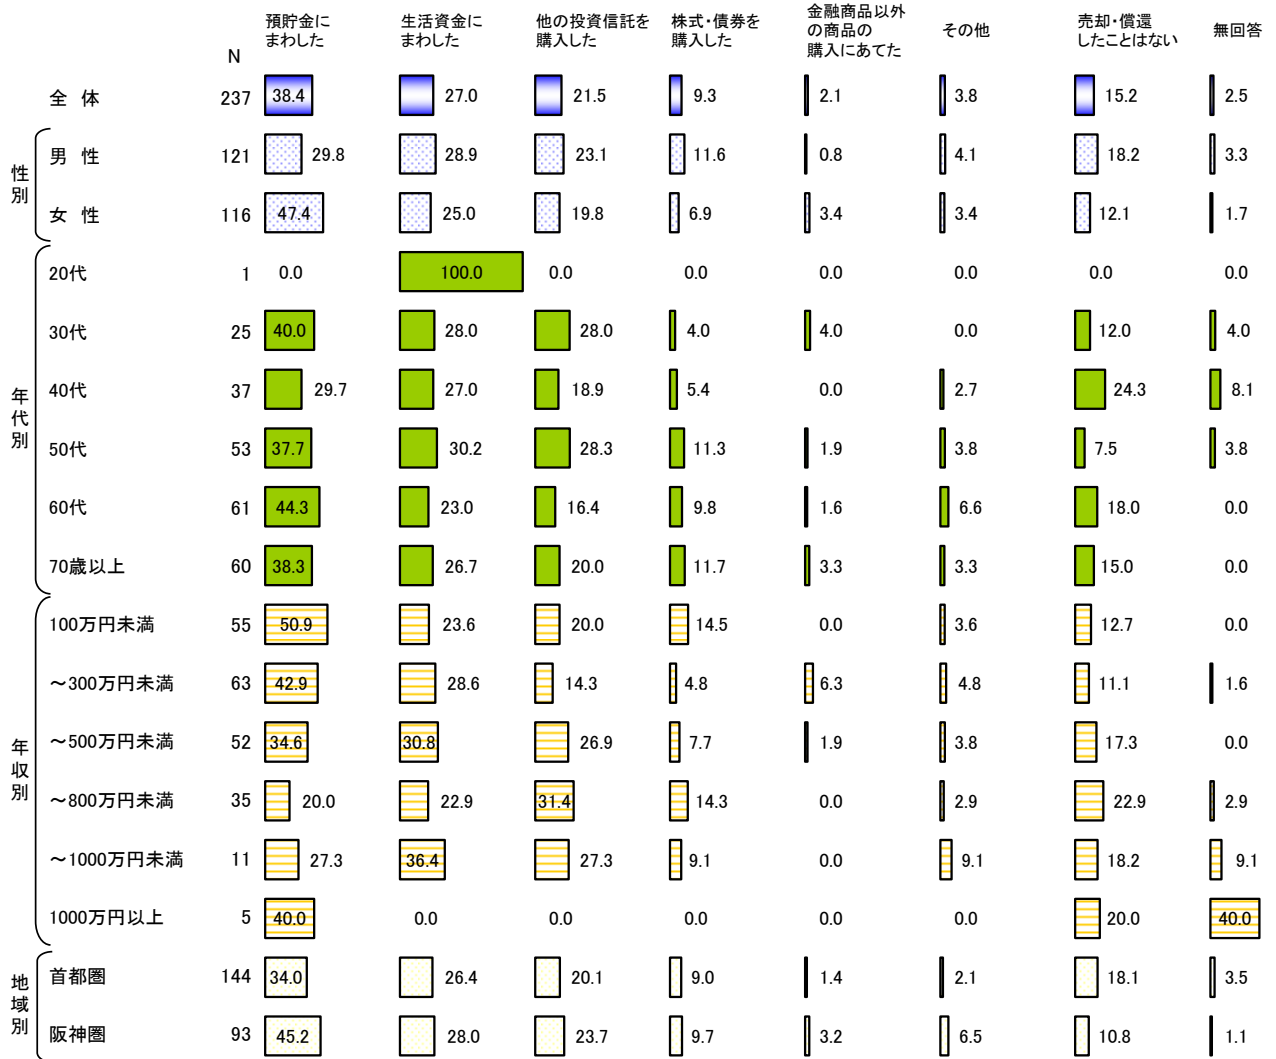 預貯金に
まわした
生活資金に
まわした
他の投資信託を
購入した
株式・債券を
購入した
金融商品以外
の商品の
購入にあてた
その他
売却・償還
したことはない
無回答
N
全 体 237 38.4 27.0 21.5 9.3 2.1 3.8 15.2 2.5
性別
男 性 121 29.8 28.9 23.1 11.6 0.8 4.1 18.2 3.3
女 性 116 47.4 25.0 19.8 6.9 3.4 3.4 12.1 1.7
年代別
20代 1 0.0 100.0 0.0 0.0 0.0 0.0 0.0 0.0
30代 25 40.0 28.0 28.0 4.0 4.0 0.0 12.0 4.0
40代 37 29.7 27.0 18.9 5.4 0.0 2.7 24.3 8.1
50代 53 37.7 30.2 28.3 11.3 1.9 3.8 7.5 3.8
60代 61 44.3 23.0 16.4 9.8 1.6 6.6 18.0 0.0
70歳以上 60 38.3 26.7 20.0 11.7 3.3 3.3 15.0 0.0
年収別
100万円未満 55 50.9 23.6 20.0 14.5 0.0 3.6 12.7 0.0
～300万円未満 63 42.9 28.6 14.3 4.8 6.3 4.8 11.1 1.6
～500万円未満 52 34.6 30.8 26.9 7.7 1.9 3.8 17.3 0.0
～800万円未満 35 20.0 22.9 31.4 14.3 0.0 2.9 22.9 2.9
～1000万円未満 11 27.3 36.4 27.3 9.1 0.0 9.1 18.2 9.1
1000万円以上 5 40.0 0.0 0.0 0.0 0.0 0.0 20.0 40.0
地域別
首都圏 144 34.0 26.4 20.1 9.0 1.4 2.1 18.1 3.5
阪神圏 93 45.2 28.0 23.7 9.7 3.2 6.5 10.8 1.1